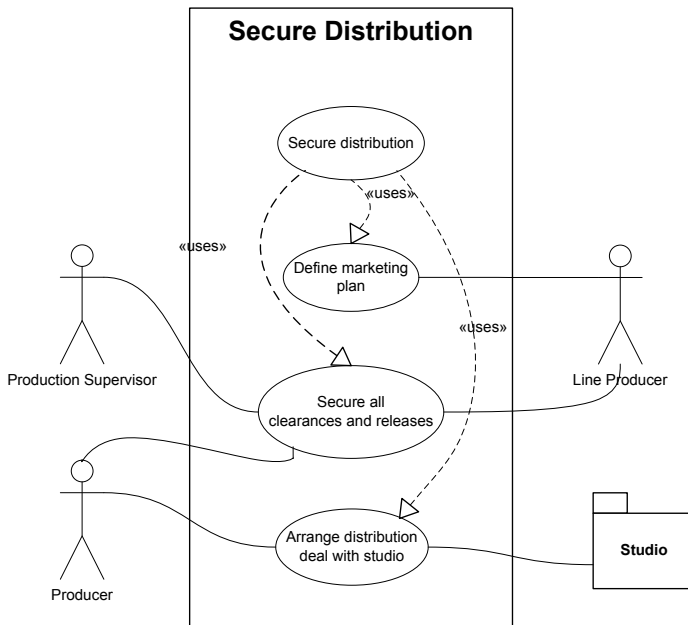 Secure Distribution
Secure distribution
«uses»
«uses»
Define marketing
plan
«uses»
Production Supervisor
Line Producer
Secure all
clearances and releases
Arrange distribution
deal with studio
Studio
Producer